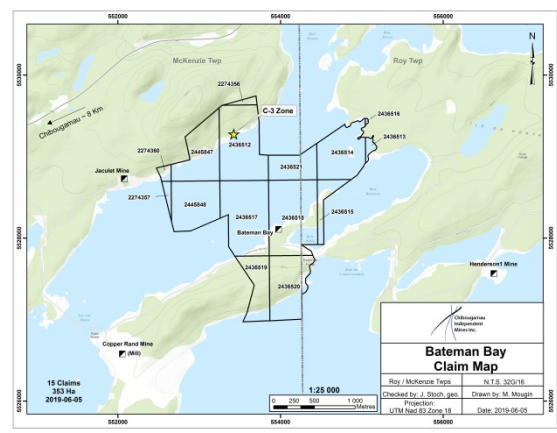 552000
554000
556000
5530000
5528000
5526000
McKenzie Twp
Roy Twp
N
2274356
C-3 Zone
Chibougamau ~ 8 Km
2436516
2436513
2274360
2445847
2436512
2436514
2436521
Jaculet Mine
2274357
2445848
2436517
2436518
2436515
Bateman Bay
2436519
2436520
Henderson1 Mine
Copper Rand Mine
(Mill)
15 Claims
353 Ha
2019-06-05
1:25 000
0 250 500 1 000
Metres
Chibougamau
Independent
Mines Inc.
Bateman Bay
Claim Map
Roy / McKenzie Twps
N.T.S. 32G/16
Checked by: J. Stoch, geo.
Drawn by: M. Mougin
Projection:
UTM Nad 83 Zone 18
Date: 2019-06-05
552000
554000
556000